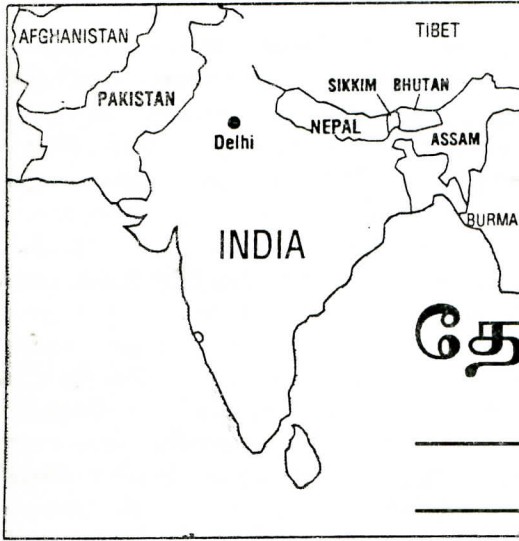 TIBET
AFGHANISTAN
SIKKIM BHUTAN
PAKISTAN
NEPAL
ASSAM
Delhi
BURMA
INDIA
தே